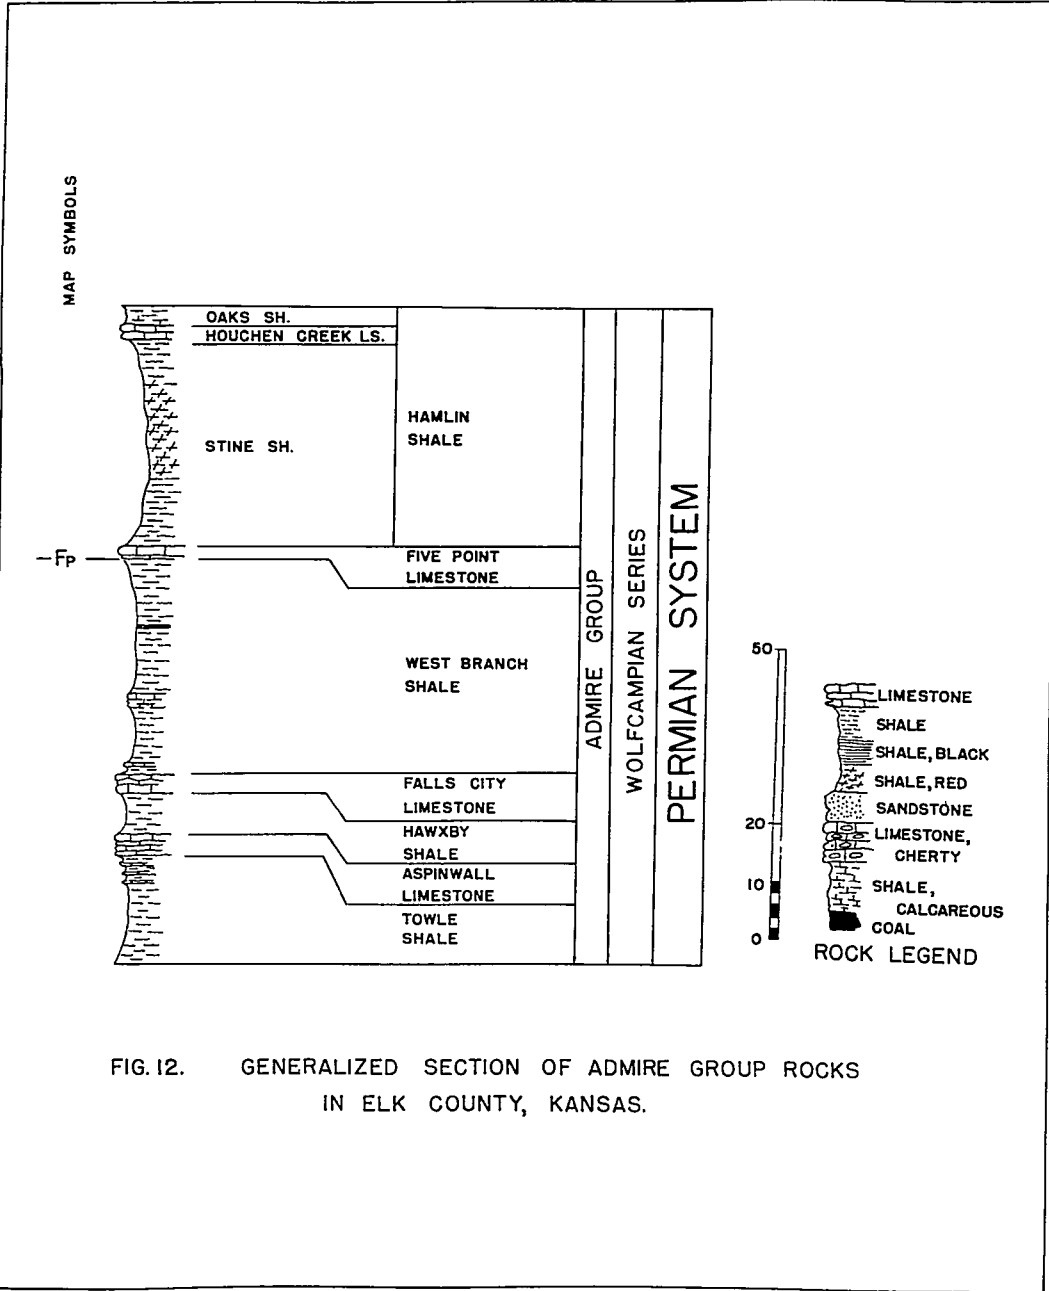 MAP SYMBOLS
OAKS SH.
HOUCHEN CREEK LS.
STINE SH.
HAMLIN
SHALE
—FP—
FIVE POINT
LIMESTONE
WEST BRANCH
SHALE
FALLS CITY
LIMESTONE
HAWXBY
SHALE
ASPINWALL
LIMESTONE
TOWLE
SHALE
ADMIRE GROUP
WOLFCAMPIAN SERIES
PERMIAN SYSTEM
50
20
10
0
LIMESTONE
SHALE
SHALE, BLACK
SHALE, RED
SANDSTONE
LIMESTONE,
CHERTY
SHALE,
CALCAREOUS
COAL
ROCK LEGEND
FIG. 12. GENERALIZED SECTION OF ADMIRE GROUP ROCKS
IN ELK COUNTY, KANSAS.